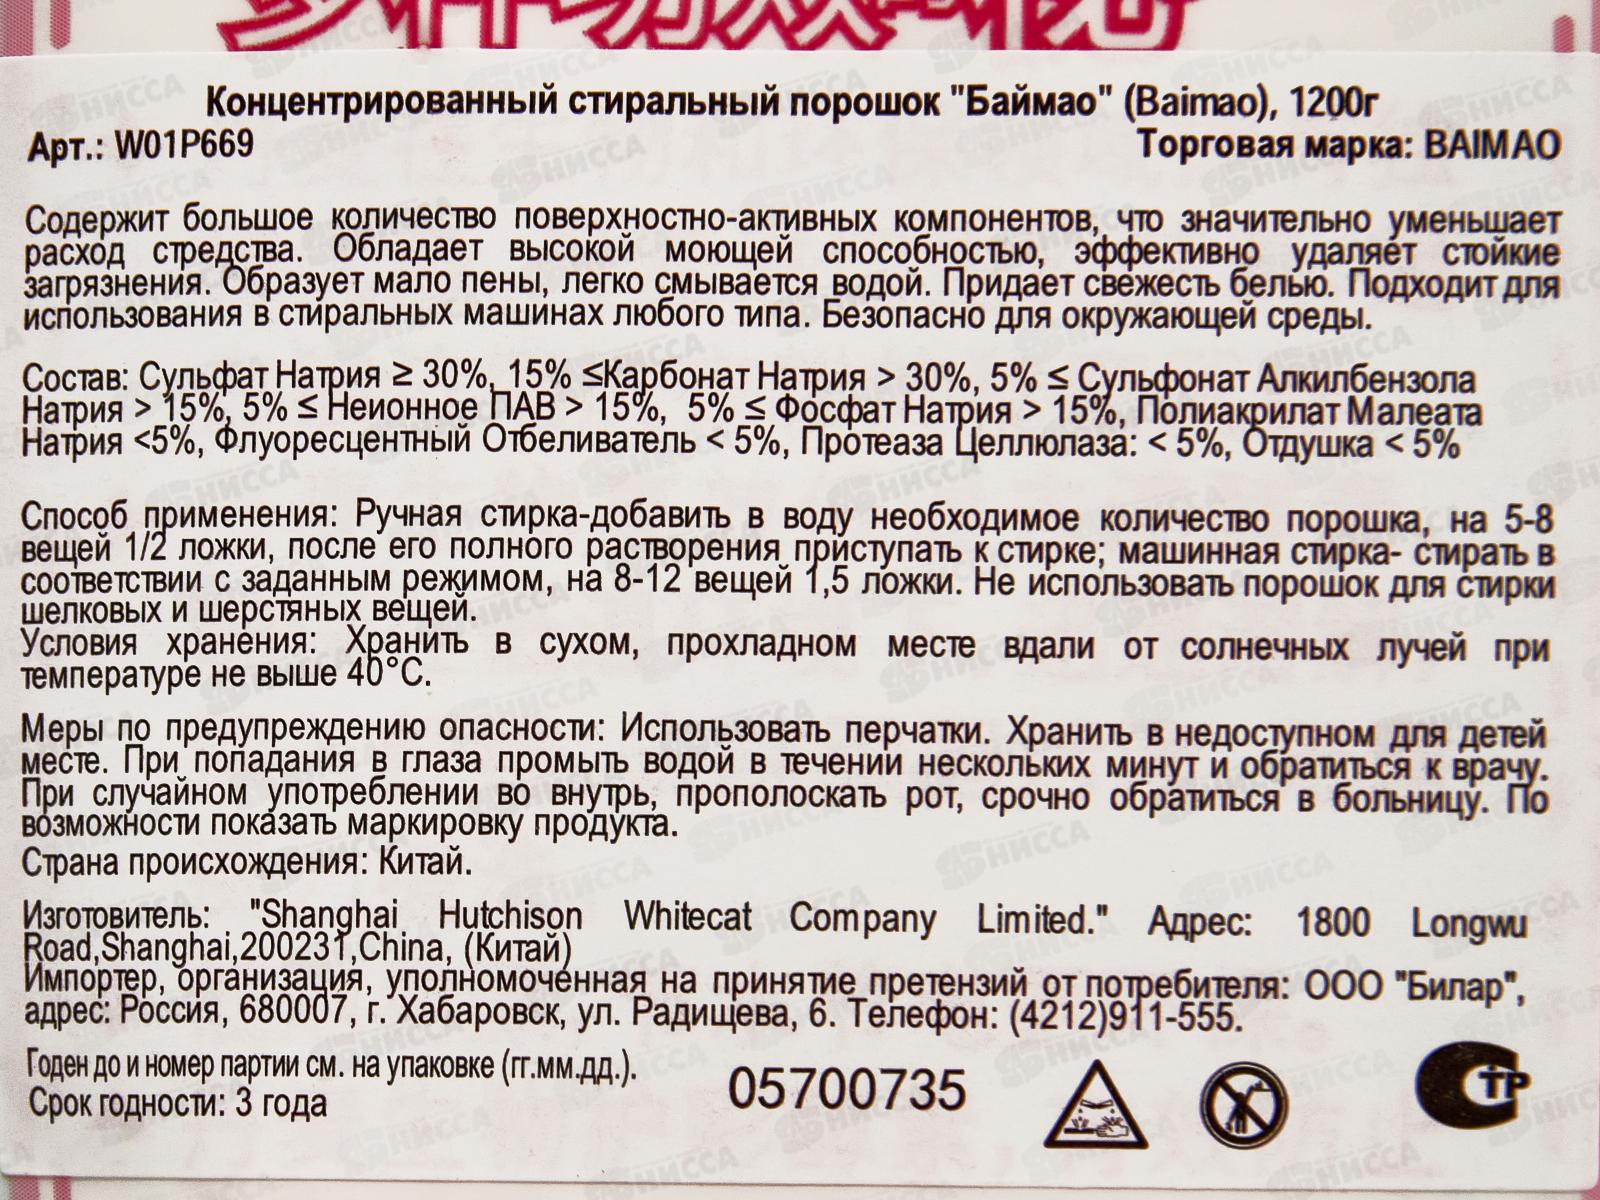 Концентрированный стиральный порошок "Баймао" (Baimao), 1200г
Арт.: W01P669 Торговая марка: BAIMAO
Содержит большое количество поверхностно-активных компонентов, что значительно уменьшает
расход средства. Обладает высокой моющей способностью, эффективно удаляет стойкие
загрязнения. Образует мало пены, легко смывается водой. Придает свежесть белью. Подходит для
использования в стиральных машинах любого типа. Безопасно для окружающей среды.
Состав: Сульфат Натрия ≥ 30%, 15% ≤Карбонат Натрия > 30%, 5% ≤ Сульфонат Алкилбензола
Натрия > 15%, 5% ≤ Неионное ПАВ > 15%, 5% ≤ Фосфат Натрия > 15%, Полиакрилат Малеата
Натрия <5%, Флуоресцентный Отбеливатель < 5%, Протеаза Целлюлаза: < 5%, Отдушка < 5%
Способ применения: Ручная стирка-добавить в воду необходимое количество порошка, на 5-8
вещей 1/2 ложки, после его полного растворения приступать к стирке; машинная стирка- стирать в
соответствии с заданным режимом, на 8-12 вещей 1,5 ложки. Не использовать порошок для стирки
шелковых и шерстяных вещей.
Условия хранения: Хранить в сухом, прохладном месте вдали от солнечных лучей при
температуре не выше 40°C.
Меры по предупреждению опасности: Использовать перчатки. Хранить в недоступном для детей
месте. При попадании в глаза промыть водой в течении нескольких минут и обратиться к врачу.
При случайном употреблении во внутрь, прополоскать рот, срочно обратиться в больницу. По
возможности показать маркировку продукта.
Страна происхождения: Китай.
Изготовитель: "Shanghai Hutchison Whitecat Company Limited." Адрес: 1800 Longwu
Road,Shanghai,200231,China, (Китай)
Импортер, организация, уполномоченная на принятие претензий от потребителя: ООО "Билар",
адрес: Россия, 680007, г. Хабаровск, ул. Радищева, 6. Телефон: (4212)911-555.
Годен до и номер партии см. на упаковке (гг.мм.дд.).
Срок годности: 3 года
05700735
СТР
НИССА